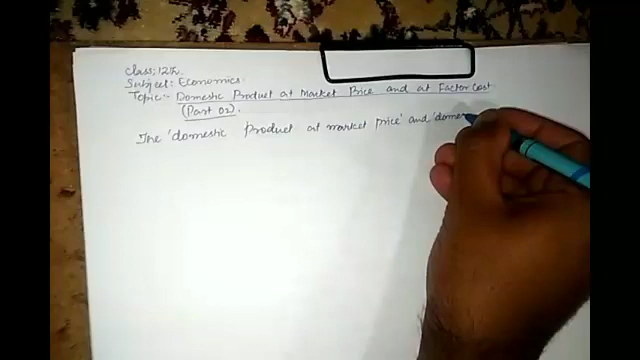 Class: 12th.
Subject: Economics.
Topic:- Domestic Product at Market Price and at Factor Cost
(Part 02).
The 'domestic product at market price' and 'dome